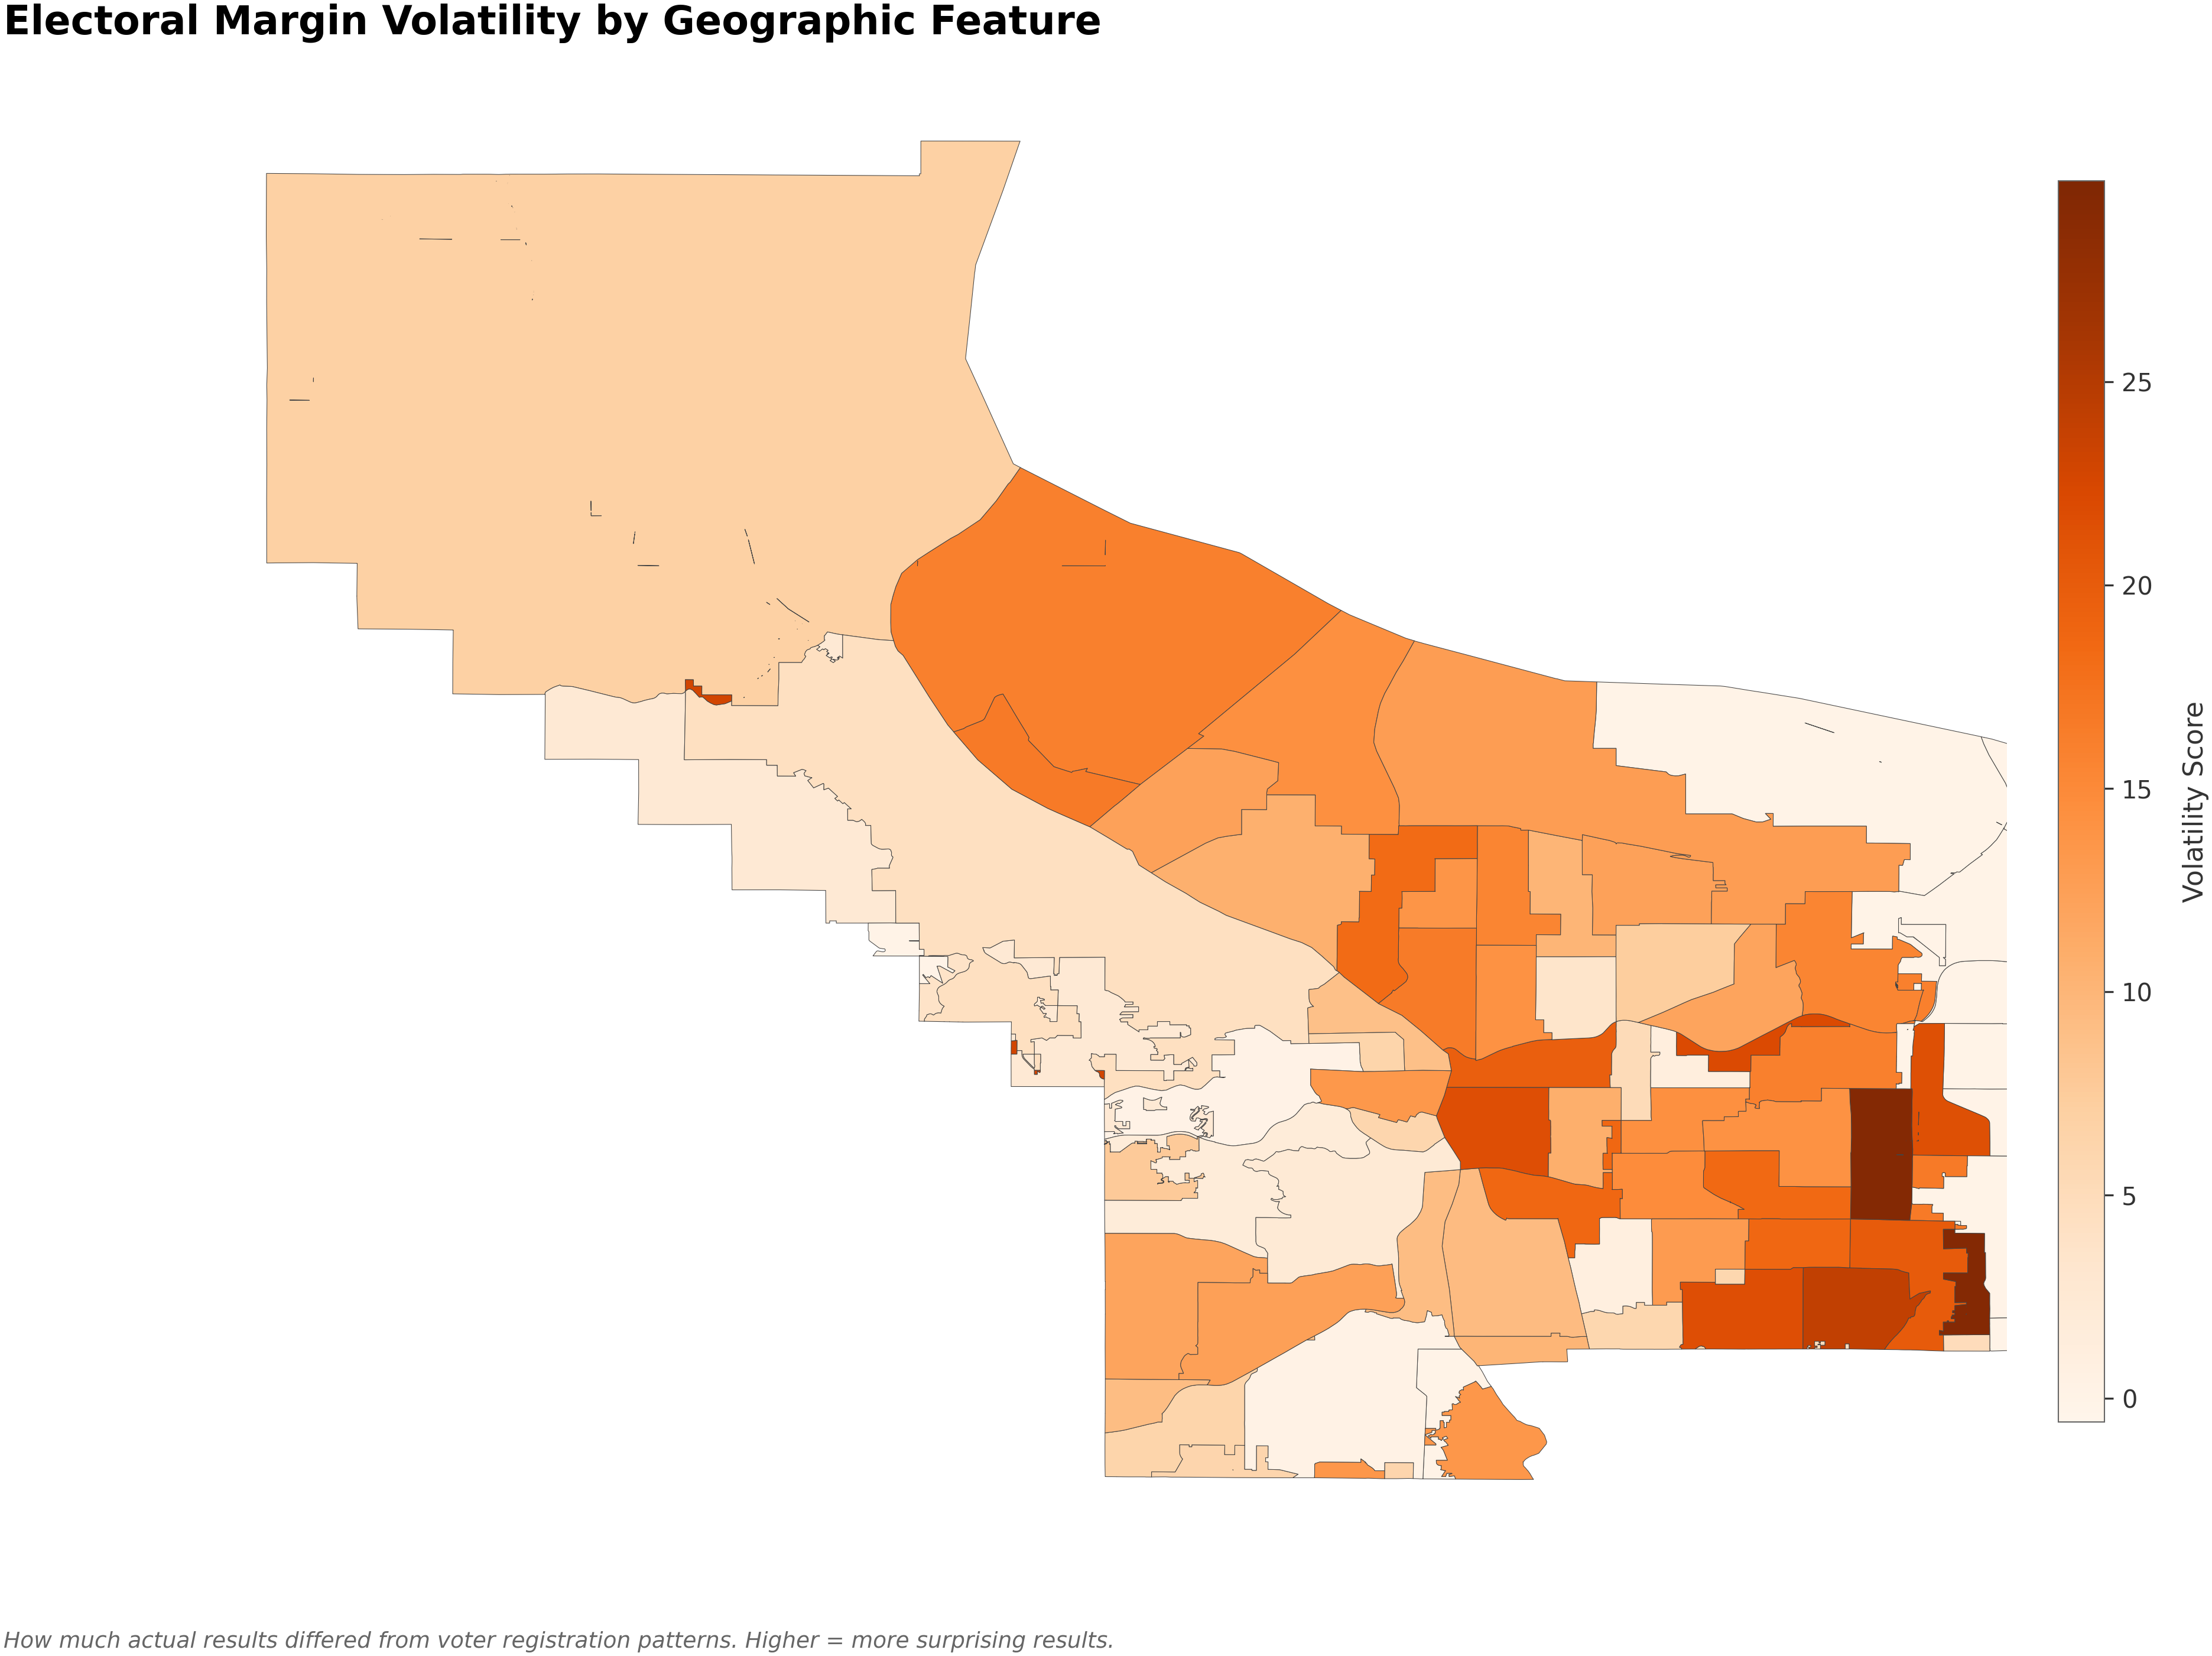 Electoral Margin Volatility by Geographic Feature
25
20
15
10
5
0
Volatility Score
How much actual results differed from voter registration patterns. Higher = more surprising results.